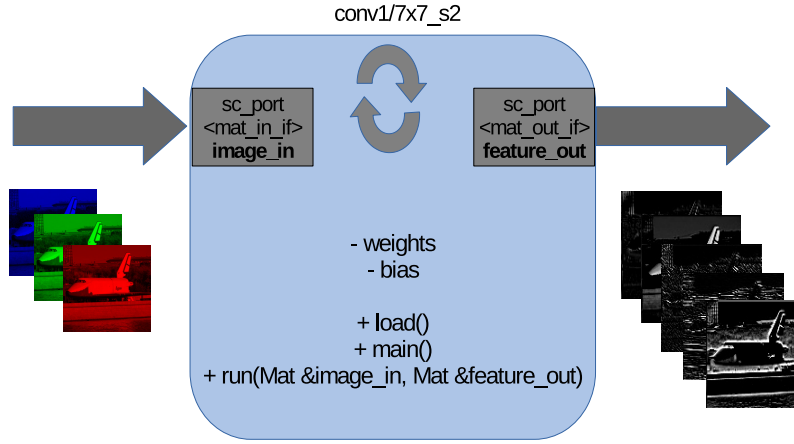 conv1/7x7_s2
sc_port
<mat_in_if>
image_in
sc_port
<mat_out_if>
feature_out
- weights
- bias
+ load()
+ main()
+ run(Mat &image_in, Mat &feature_out)